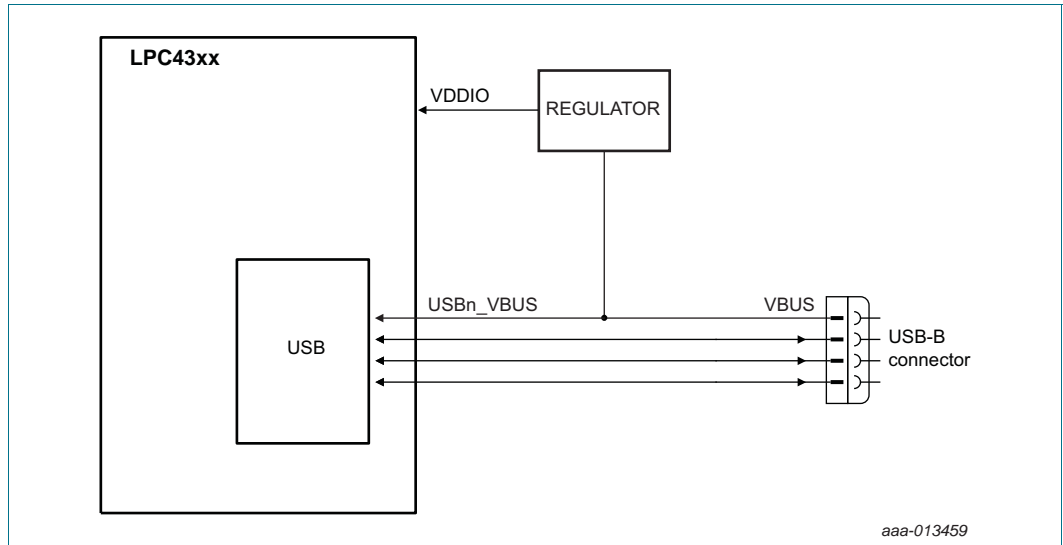 LPC43xx
VDDIO
REGULATOR
USBn_VBUS
VBUS
USB
USB-B
connector
aaa-013459